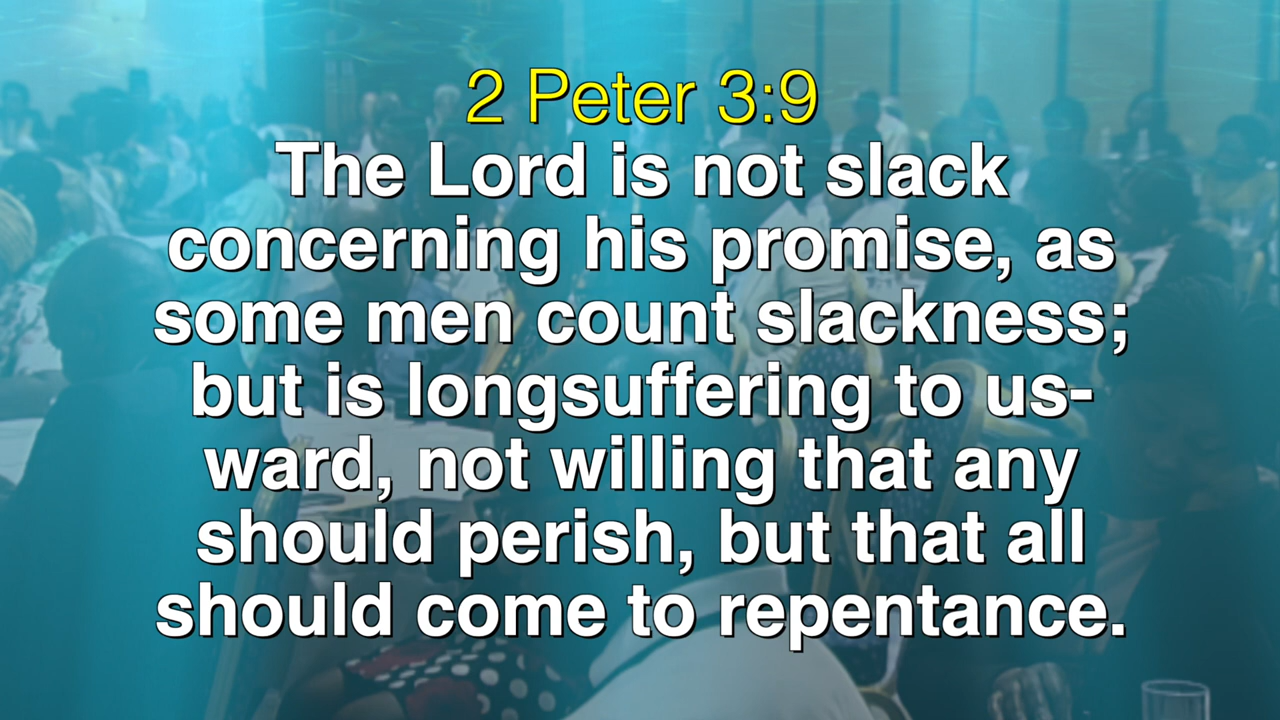 2 Peter 3:9
The Lord is not slack
concerning his promise, as
some men count slackness;
but is longsuffering to us-
ward, not willing that any
should perish, but that all
should come to repentance.